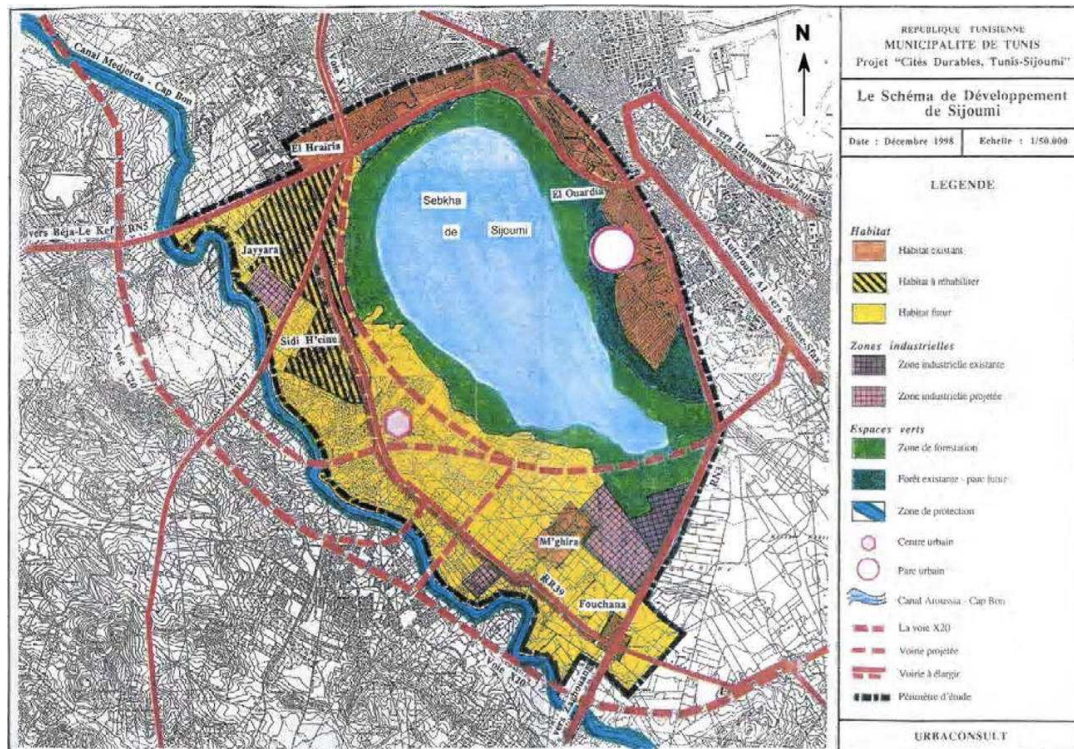 REPUBLIQUE TUNISIENNE
MUNICIPALITE DE TUNIS
Projet "Cités Durables, Tunis-Sijoumi"
Le Schéma de Développement
de Sijoumi
Date : Décembre 1998
Echelle : 1/50.000
LEGENDE
Habitat
Habitat existant
Habitat à réhabiliter
Habitat futur
Zones industrielles
Zone industrielle existante
Zone industrielle projetée
Espaces verts
Zone de forestation
Forêt existante - parc futur
Zone de protection
Centre urbain
Parc urbain
Canal Aroussia - Cap Bon
La voie X20
Voirie projetée
Voirie à élargir
Périmètre d'étude
URBACONSULT
N
Canal Medjerda Cap Bon
El Hrairia
RN1 vers Hammamet
El Ouardia
Sebkha
de Sijoumi
vers Béja-Le Kef RN5
Autoroute A1 vers
Jayyara
Sidi H'cine
Voie X20
M'ghira
RR39
Fouchana
Voie X20